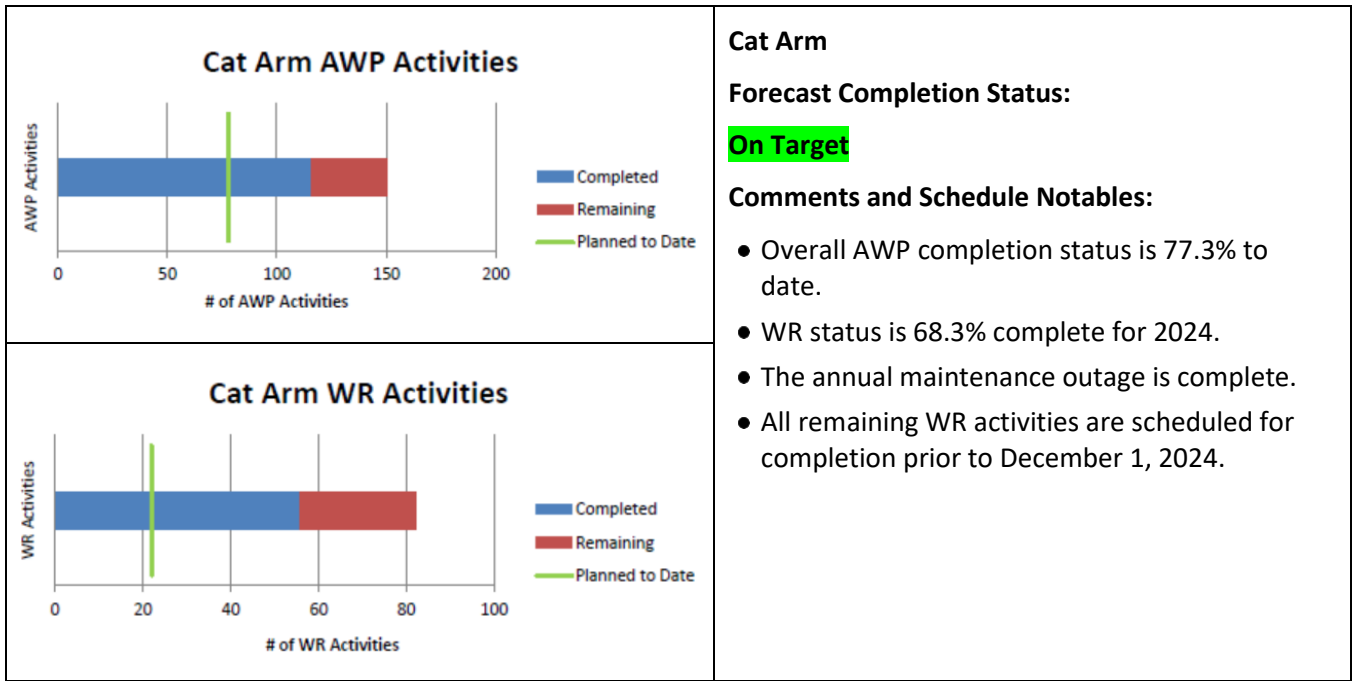 Cat Arm AWP Activities
AWP Activities
Completed
Remaining
Planned to Date
0 50 100 150 200
# of AWP Activities
Cat Arm WR Activities
WR Activities
Completed
Remaining
Planned to Date
0 20 40 60 80 100
# of WR Activities
Cat Arm
Forecast Completion Status:
On Target
Comments and Schedule Notables:
• Overall AWP completion status is 77.3% to
date.
• WR status is 68.3% complete for 2024.
• The annual maintenance outage is complete.
• All remaining WR activities are scheduled for
completion prior to December 1, 2024.